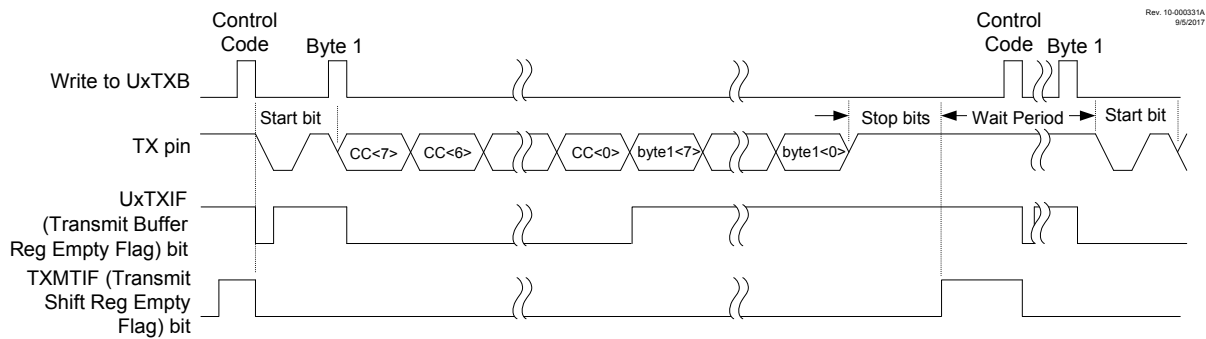 Rev. 10-000331A
9/5/2017
Control
Code
Byte 1
Control
Code
Byte 1
Write to UxTXB
Start bit
Stop bits
Wait Period
Start bit
TX pin
CC<7>
CC<6>
CC<0>
byte1<7>
byte1<0>
UxTXIF
(Transmit Buffer
Reg Empty Flag) bit
TXMTIF (Transmit
Shift Reg Empty
Flag) bit